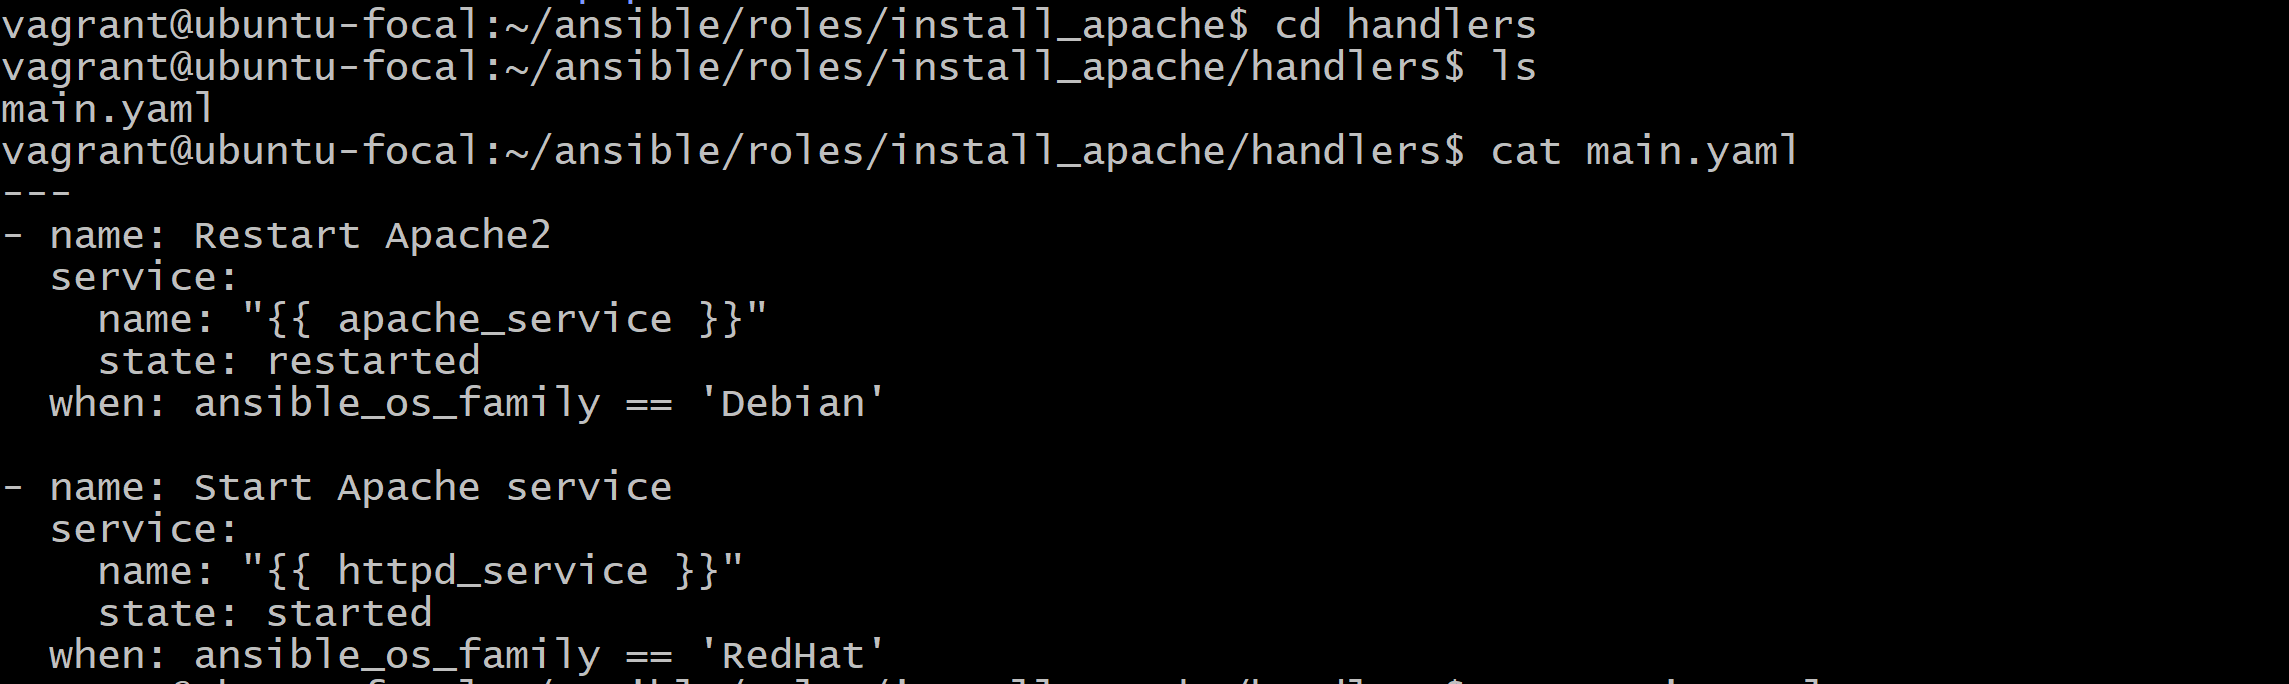 vagrant@ubuntu-focal:~/ansible/roles/install_apache$ cd handlers
vagrant@ubuntu-focal:~/ansible/roles/install_apache/handlers$ ls
main.yaml
vagrant@ubuntu-focal:~/ansible/roles/install_apache/handlers$ cat main.yaml
---
- name: Restart Apache2
  service:
    name: "{{ apache_service }}"
    state: restarted
  when: ansible_os_family == 'Debian'

- name: Start Apache service
  service:
    name: "{{ httpd_service }}"
    state: started
  when: ansible_os_family == 'RedHat'